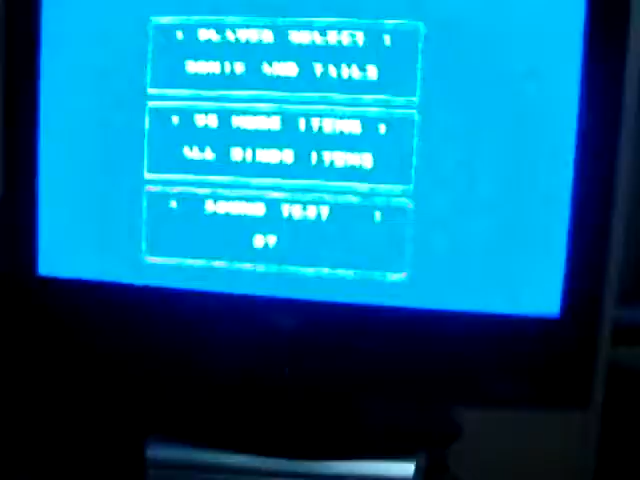 * PLAYER SELECT *
SONIC AND TAILS
* VS MODE ITEMS *
ALL KINDS ITEMS
* SOUND TEST *